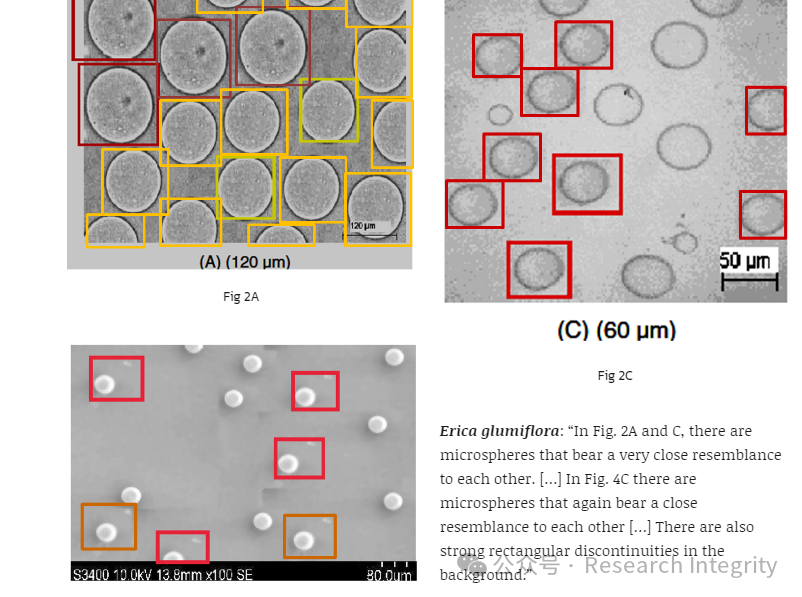 120 µm
(A) (120 µm)
Fig 2A
50 µm
(C) (60 µm)
Fig 2C
S3400 10.0kV 13.8mm x100 SE
80.0um
Erica glumiflora: “In Fig. 2A and C, there are
microspheres that bear a very close resemblance
to each other. [...] In Fig. 4C there are
microspheres that again bear a close
resemblance to each other [...] There are also
strong rectangular discontinuities in the
background.”
公众号 · Research Integrity